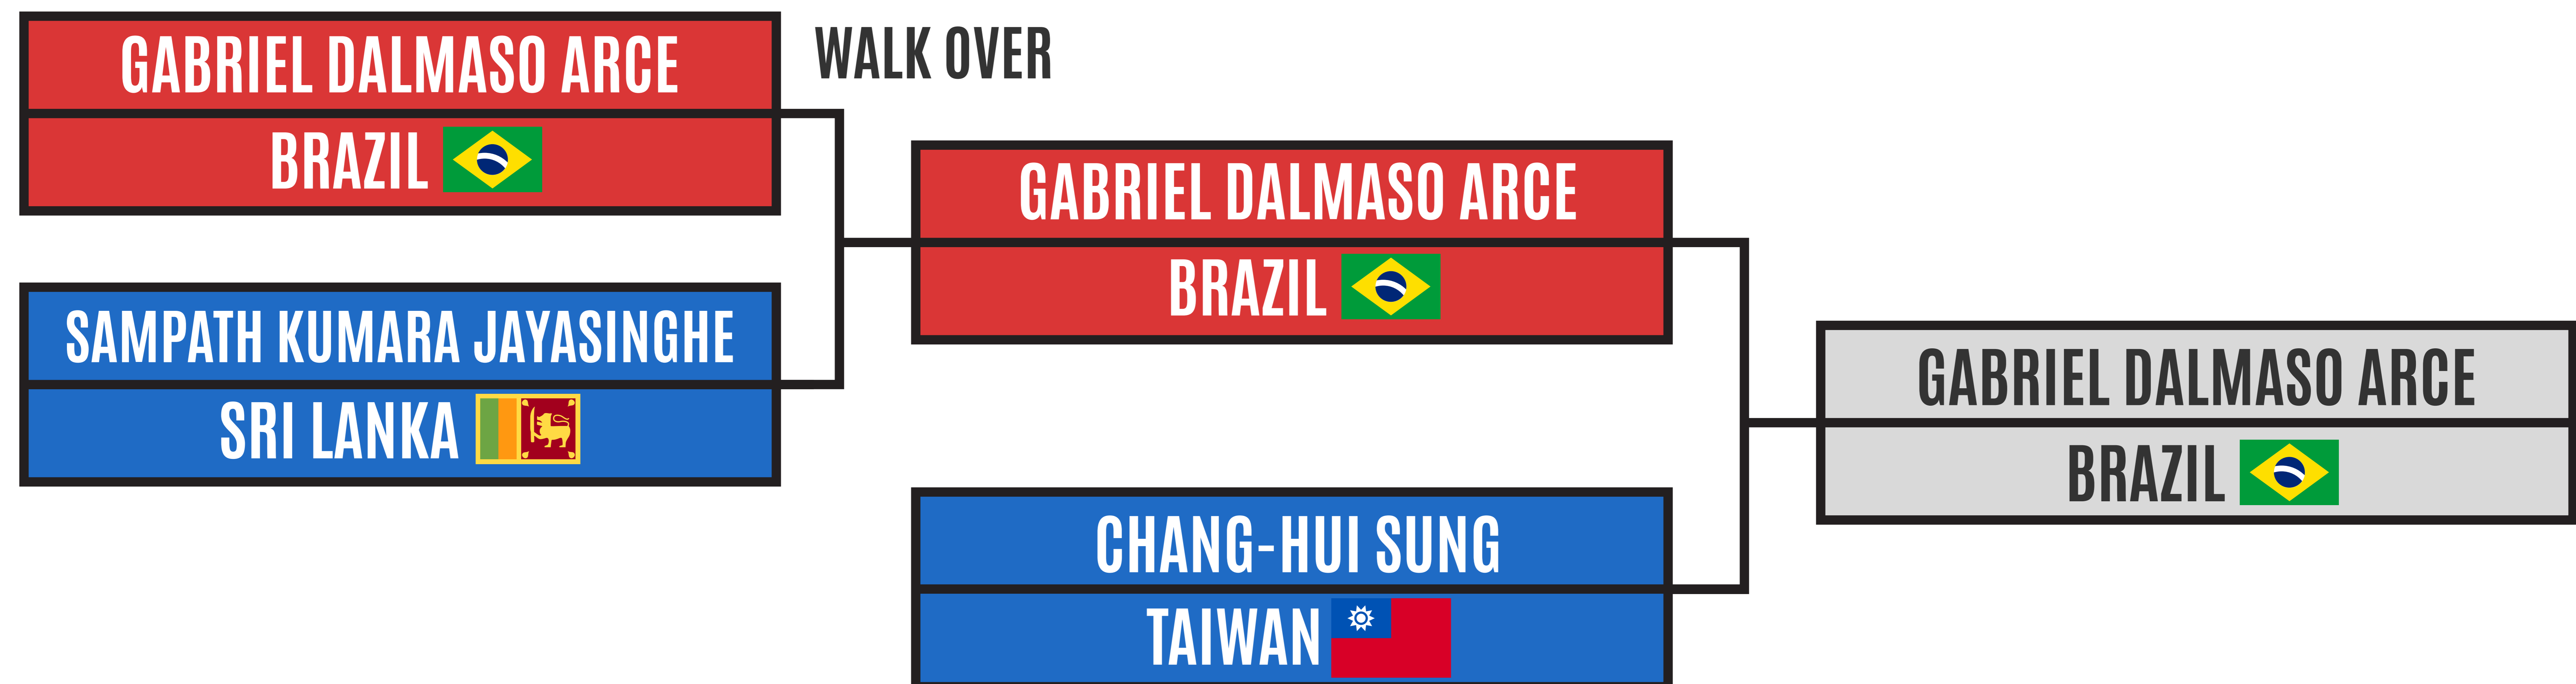 GABRIEL DALMASO ARCE
BRAZIL
WALK OVER
SAMPATH KUMARA JAYASINGHE
SRI LANKA
GABRIEL DALMASO ARCE
BRAZIL
CHANG-HUI SUNG
TAIWAN
GABRIEL DALMASO ARCE
BRAZIL